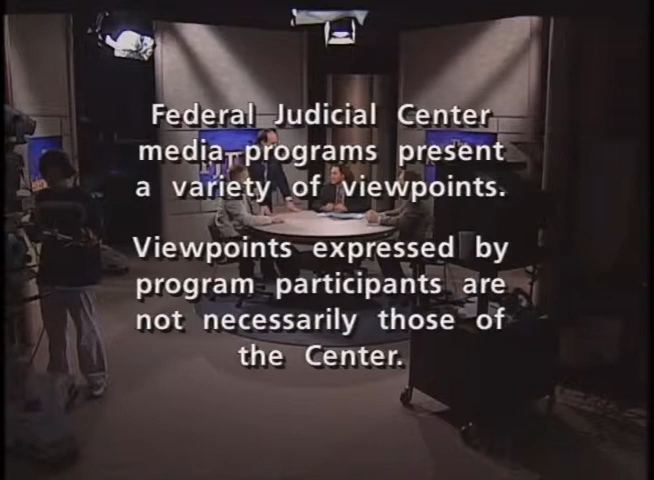 Federal Judicial Center
media programs present
a variety of viewpoints.
Viewpoints expressed by
program participants are
not necessarily those of
the Center.